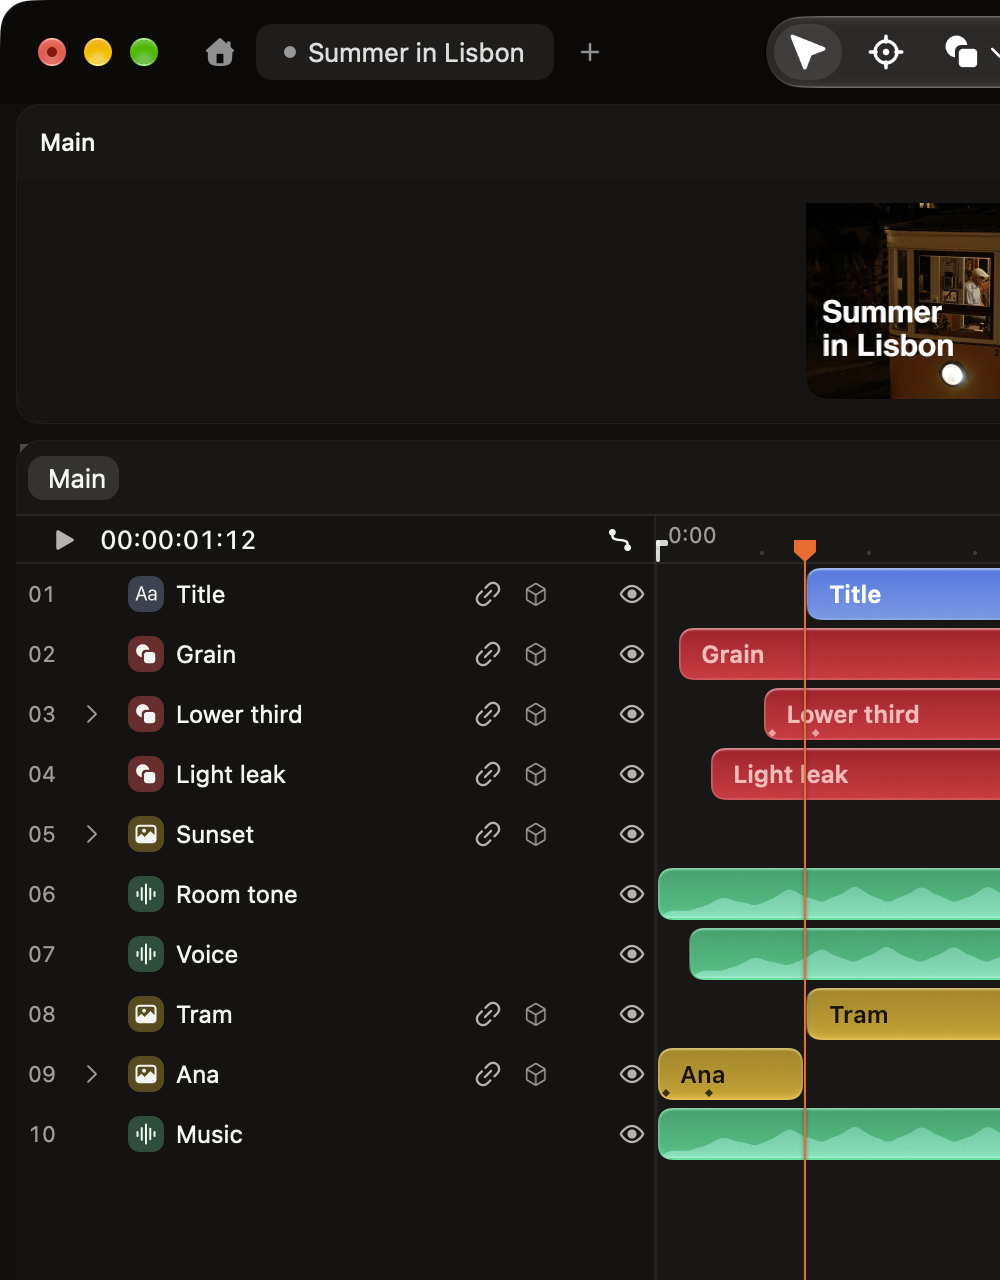 Summer in Lisbon
Main
Summer
in Lisbon
Main
00:00:01:12
0:00
01 Aa Title
Title
02 Grain
Grain
03 Lower third
Lower third
04 Light leak
Light leak
05 Sunset
06 Room tone
07 Voice
08 Tram
Tram
09 Ana
Ana
10 Music